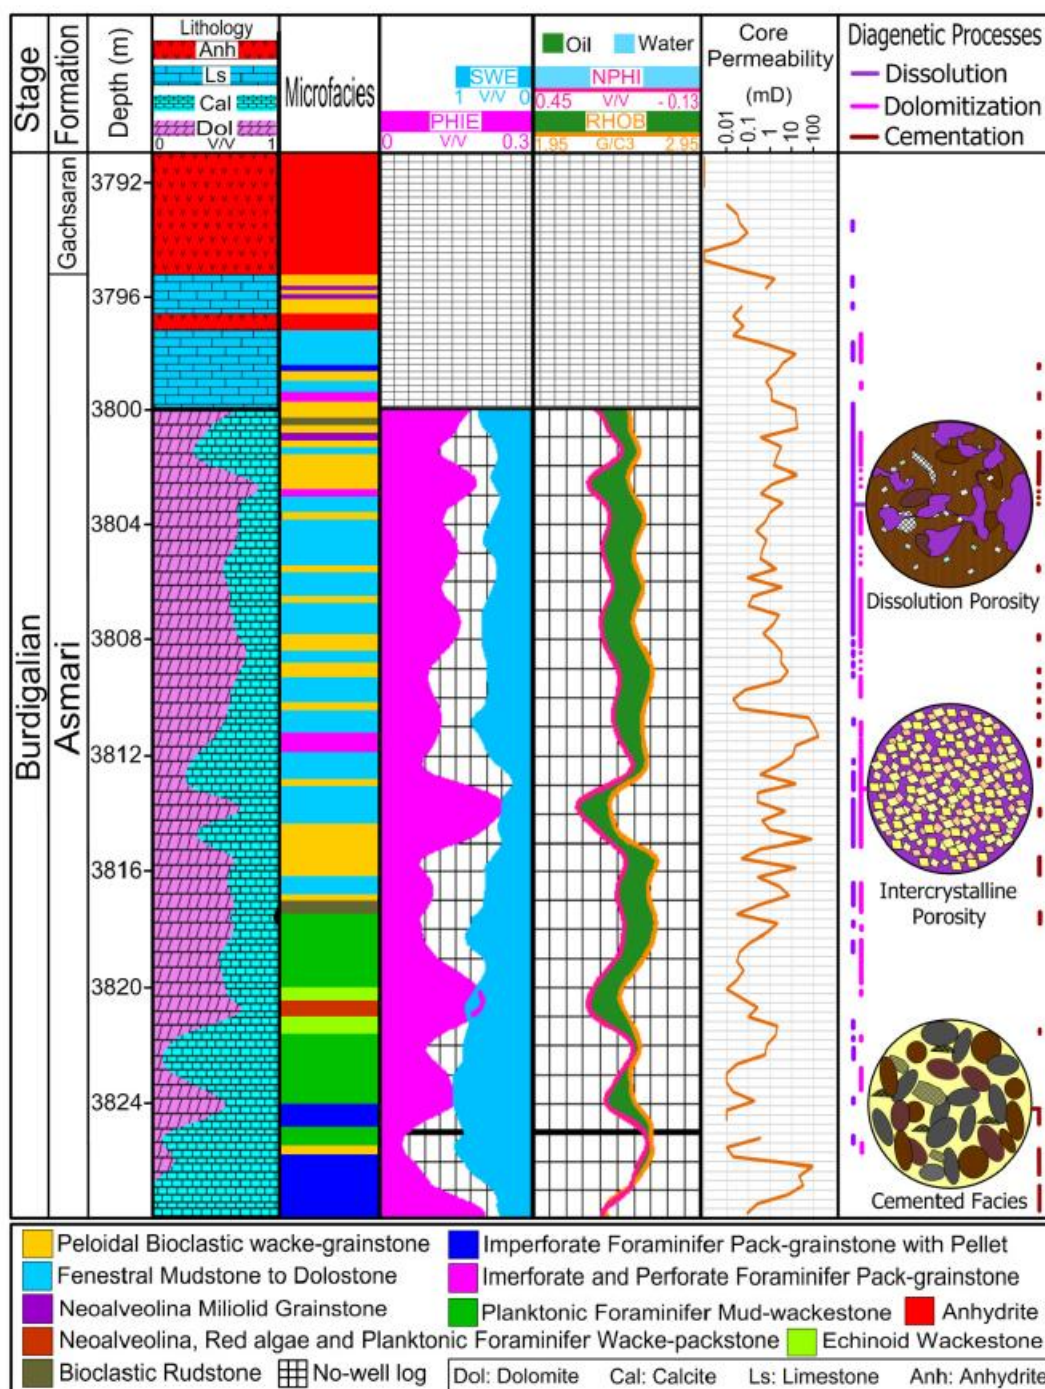 Stage
Formation
Depth (m)
Lithology
Anh
Ls
Cal
Dol
0 V/V 1
Microfacies
SWE
1 V/V 0
PHIE
0 V/V 0.3
Oil Water
NPHI
0.45 V/V - 0.13
RHOB
1.95 G/C3 2.95
Core
Permeability
(mD)
0.01
0.1
1
10
100
Diagenetic Processes
Dissolution
Dolomitization
Cementation
Burdigalian
Gachsaran
Asmari
3792
3796
3800
3804
3808
3812
3816
3820
3824
Dissolution Porosity
Intercrystalline
Porosity
Cemented Facies
Peloidal Bioclastic wacke-grainstone
Imperforate Foraminifer Pack-grainstone with Pellet
Fenestral Mudstone to Dolostone
Imerforate and Perforate Foraminifer Pack-grainstone
Neoalveolina Miliolid Grainstone
Planktonic Foraminifer Mud-wackestone
Anhydrite
Neoalveolina, Red algae and Planktonic Foraminifer Wacke-packstone
Echinoid Wackestone
Bioclastic Rudstone
No-well log
Dol: Dolomite Cal: Calcite Ls: Limestone Anh: Anhydrite